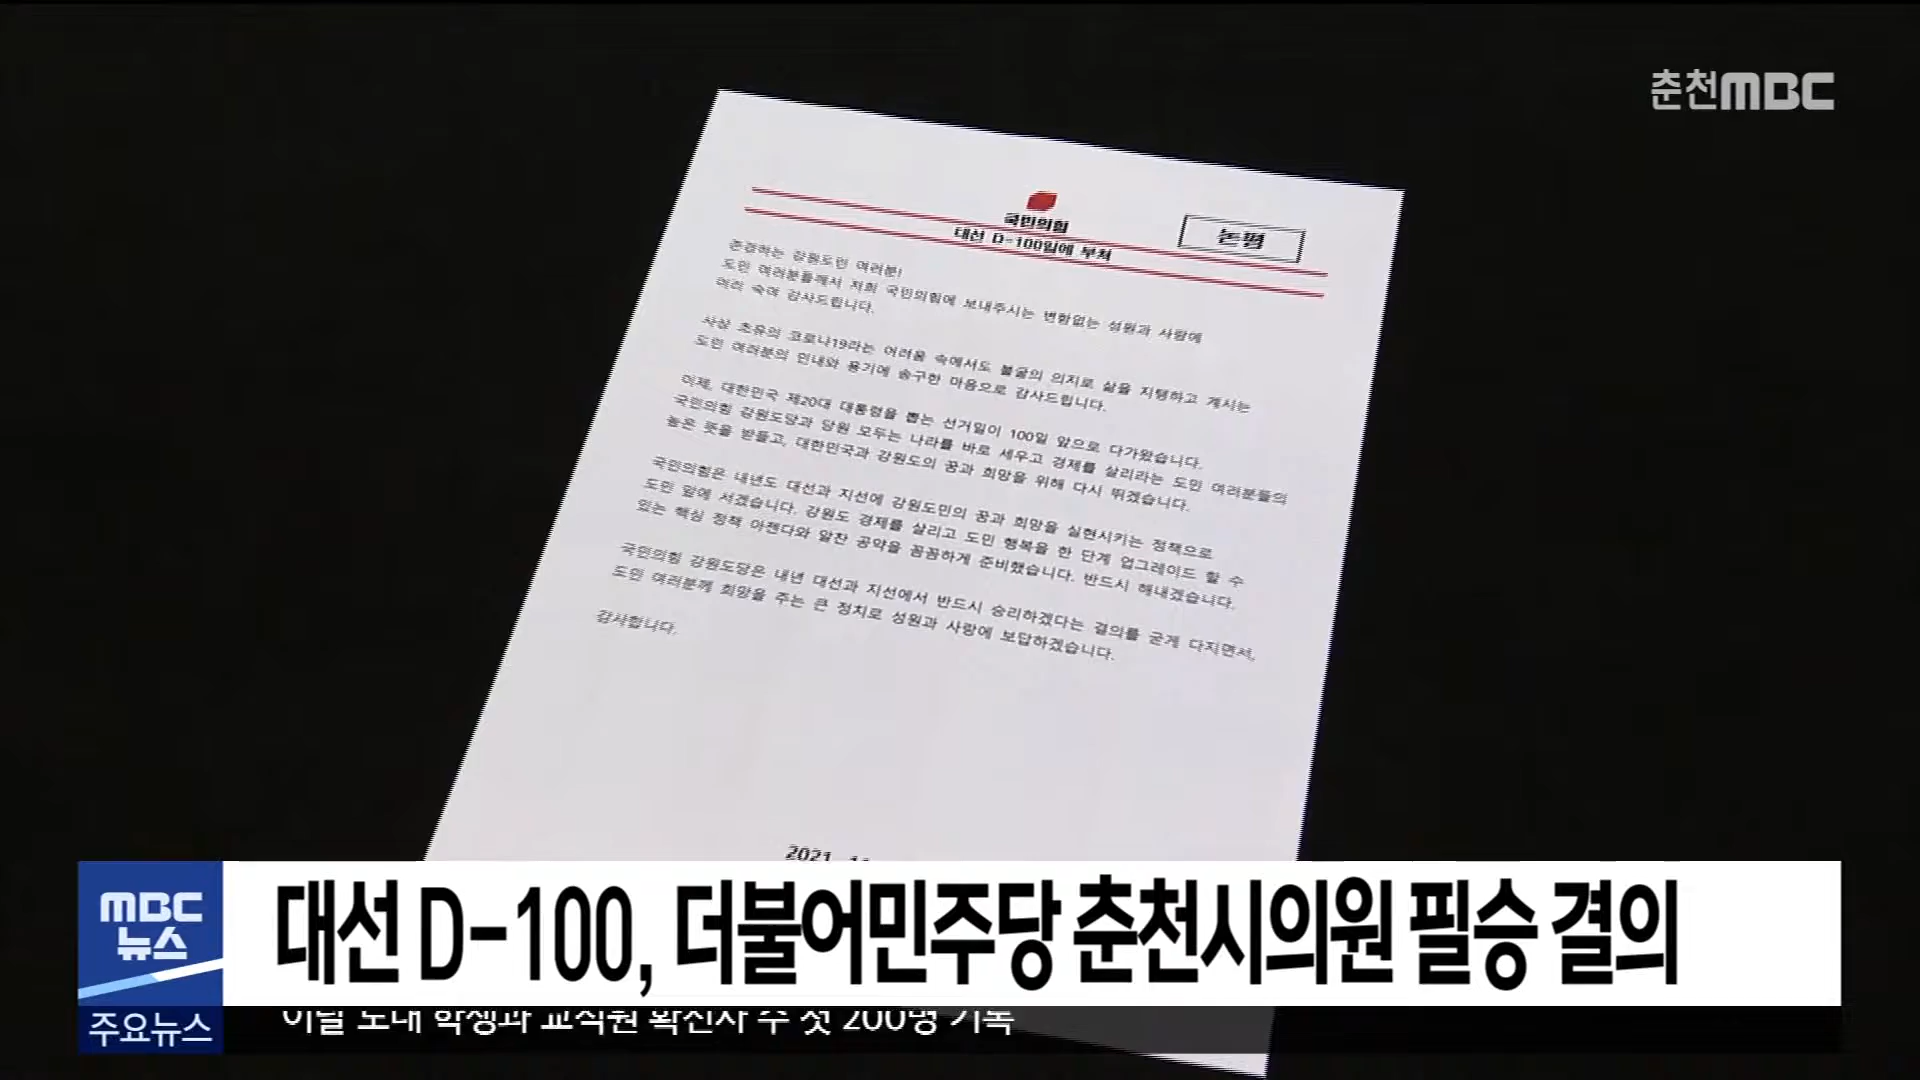 춘천MBC
국민의힘
대선 D-100일에 부쳐
논평
존경하는 강원도민 여러분!
도민 여러분들께서 저희 국민의힘에 보내주시는 변함없는 성원과 사랑에
머리 숙여 감사드립니다.
사상 초유의 코로나19라는 어려움 속에서도 불굴의 의지로 삶을 지탱하고 계시는
도민 여러분의 인내와 용기에 송구한 마음으로 감사드립니다.
이제, 대한민국 제20대 대통령을 뽑는 선거일이 100일 앞으로 다가왔습니다.
국민의힘 강원도당과 당원 모두는 나라를 바로 세우고 경제를 살리라는 도민 여러분들의
높은 뜻을 받들고, 대한민국과 강원도의 꿈과 희망을 위해 다시 뛰겠습니다.
국민의힘은 내년도 대선과 지선에 강원도민의 꿈과 희망을 실현시키는 정책으로
도민 앞에 서겠습니다. 강원도 경제를 살리고 도민 행복을 한 단계 업그레이드 할 수
있는 핵심 정책 아젠다와 알찬 공약을 꼼꼼하게 준비했습니다. 반드시 해내겠습니다.
국민의힘 강원도당은 내년 대선과 지선에서 반드시 승리하겠다는 결의를 굳게 다지면서,
도민 여러분께 희망을 주는 큰 정치로 성원과 사랑에 보답하겠습니다.
감사합니다.
2021.
MBC
뉴스
대선 D-100, 더불어민주당 춘천시의원 필승 결의
주요뉴스
이달 도내 학생과 교직원 확진자 수 첫 200명 기록